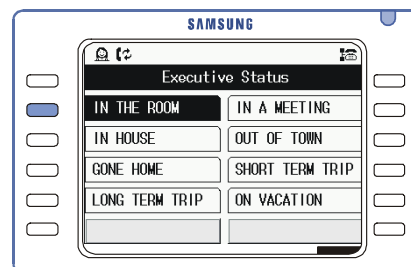 SAMSUNG
Executive Status
IN THE ROOM IN A MEETING
IN HOUSE OUT OF TOWN
GONE HOME SHORT TERM TRIP
LONG TERM TRIP ON VACATION